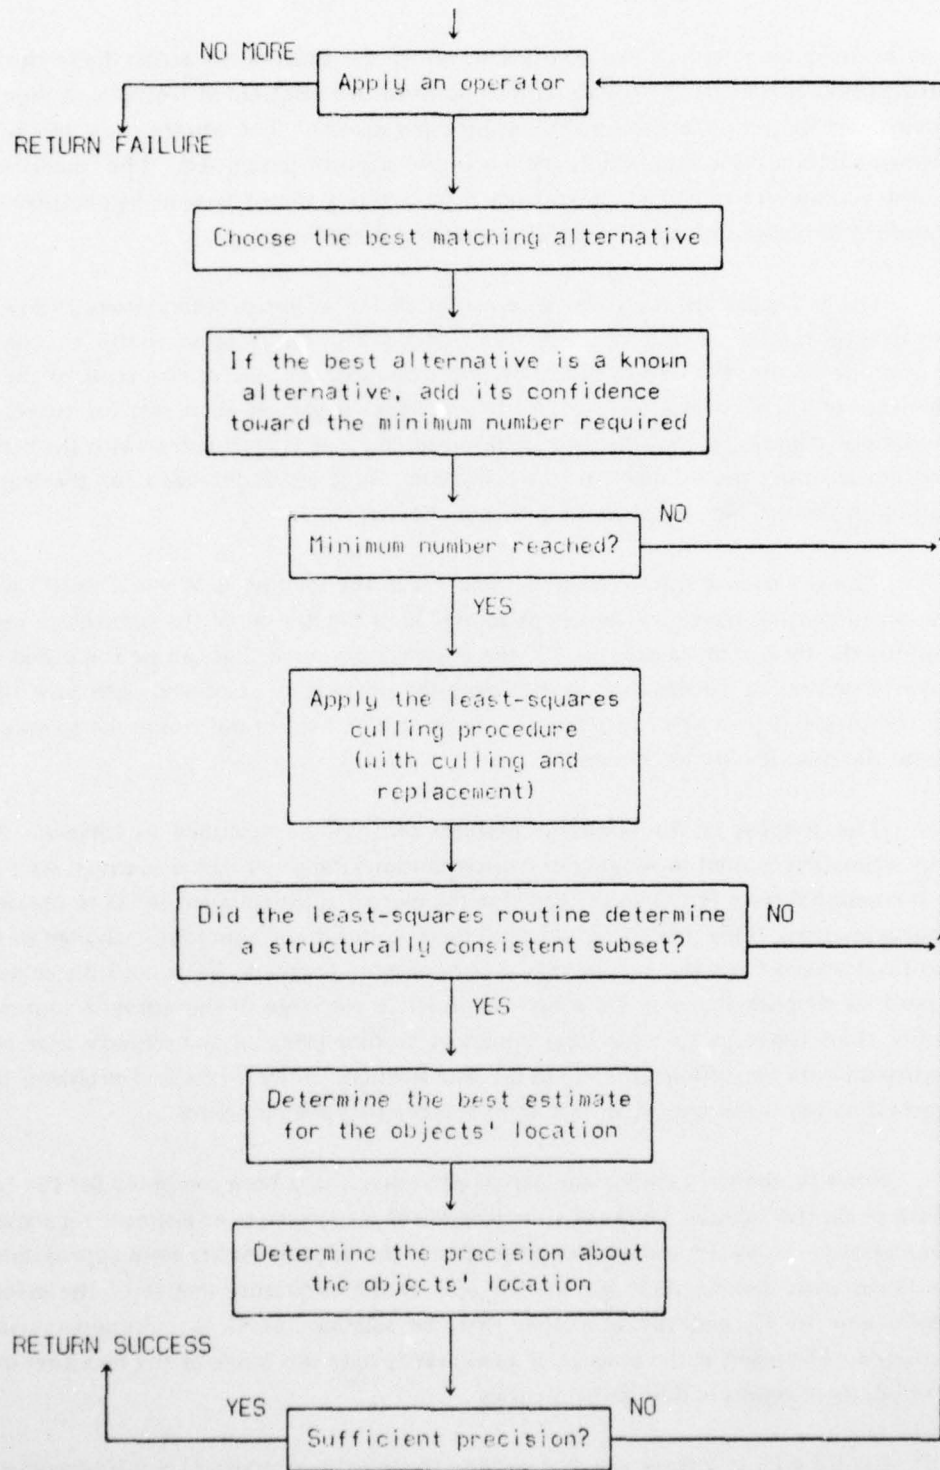 NO MORE
Apply an operator
RETURN FAILURE
Choose the best matching alternative
If the best alternative is a known
alternative, add its confidence
toward the minimum number required
NO
Minimum number reached?
YES
Apply the least-squares
culling procedure
(with culling and
replacement)
Did the least-squares routine determine
a structurally consistent subset?
NO
YES
Determine the best estimate
for the objects' location
Determine the precision about
the objects' location
RETURN SUCCESS
YES
NO
Sufficient precision?